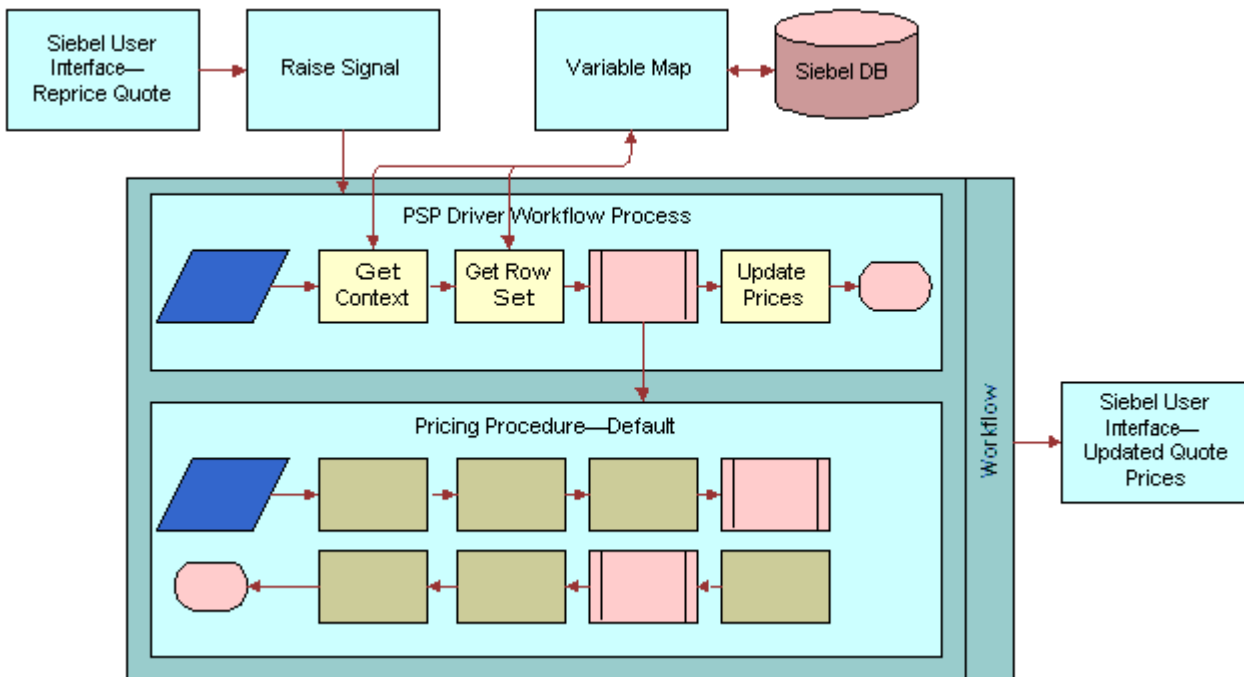 Siebel User
Interface—
Reprice Quote
Raise Signal
Variable Map
Siebel DB
PSP Driver Workflow Process
Get
Context
Get Row
Set
Update
Prices
Pricing Procedure—Default
Workflow
Siebel User
Interface—
Updated Quote
Prices